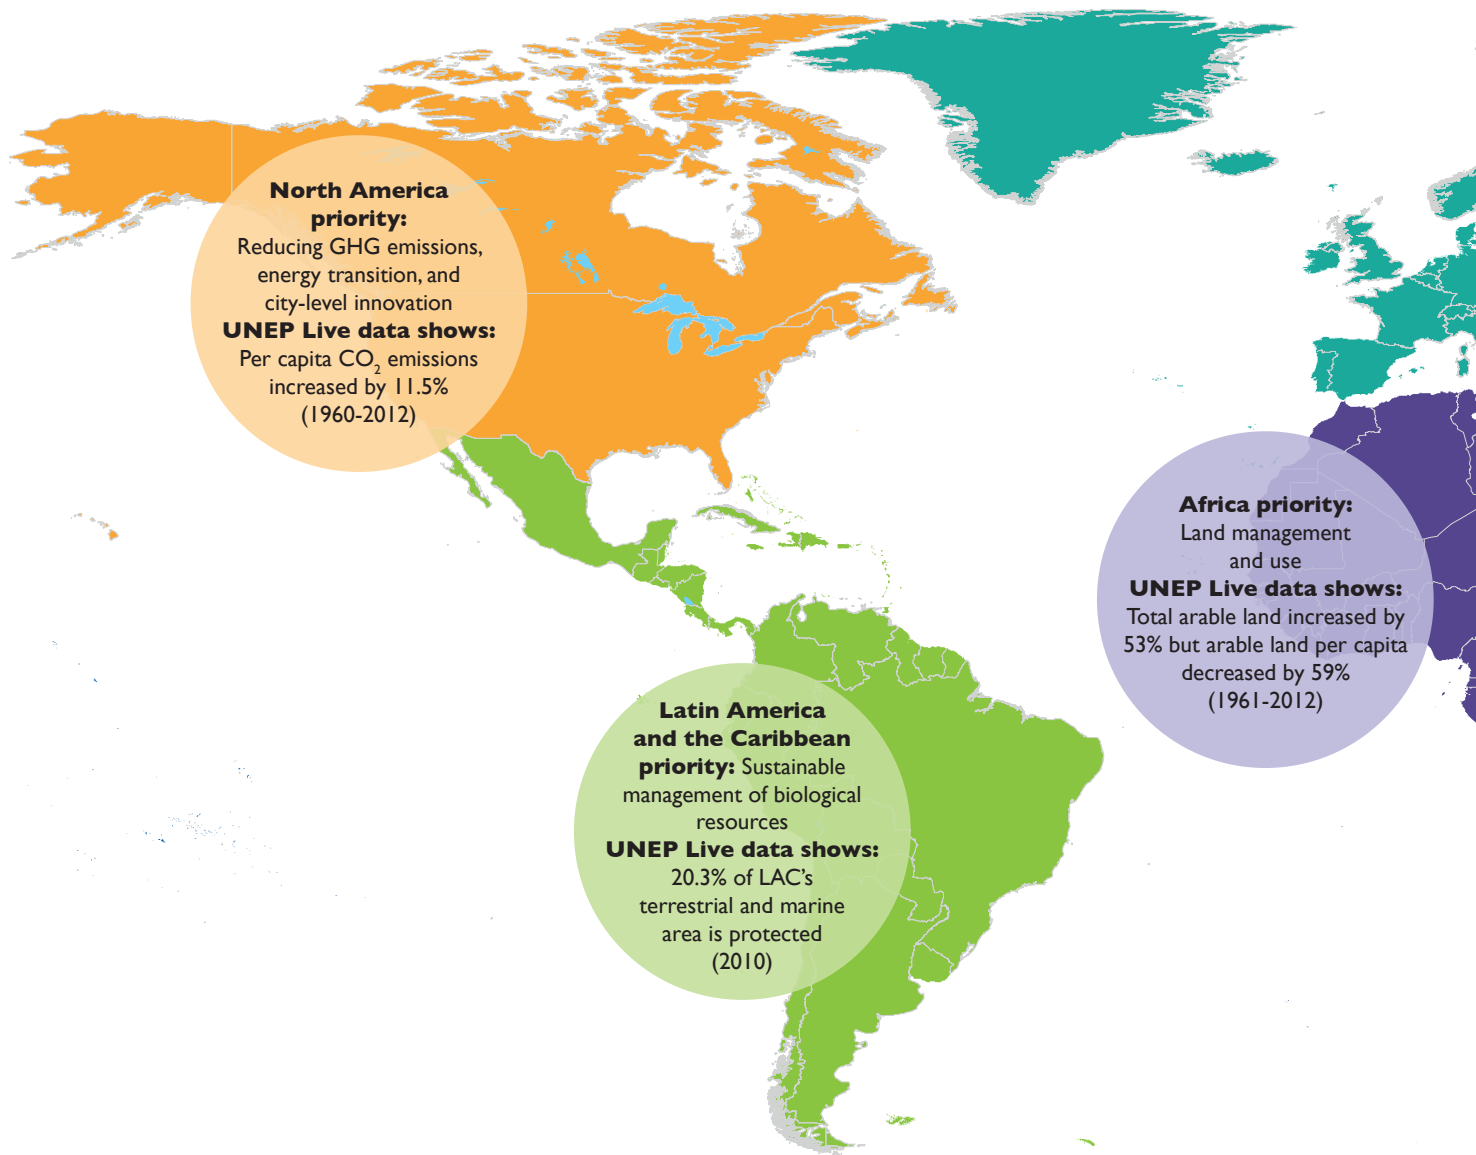 North America
priority:
Reducing GHG emissions,
energy transition, and
city-level innovation
UNEP Live data shows:
Per capita CO₂ emissions
increased by 11.5%
(1960-2012)
Africa priority:
Land management
and use
UNEP Live data shows:
Total arable land increased by
53% but arable land per capita
decreased by 59%
(1961-2012)
Latin America
and the Caribbean
priority: Sustainable
management of biological
resources
UNEP Live data shows:
20.3% of LAC’s
terrestrial and marine
area is protected
(2010)